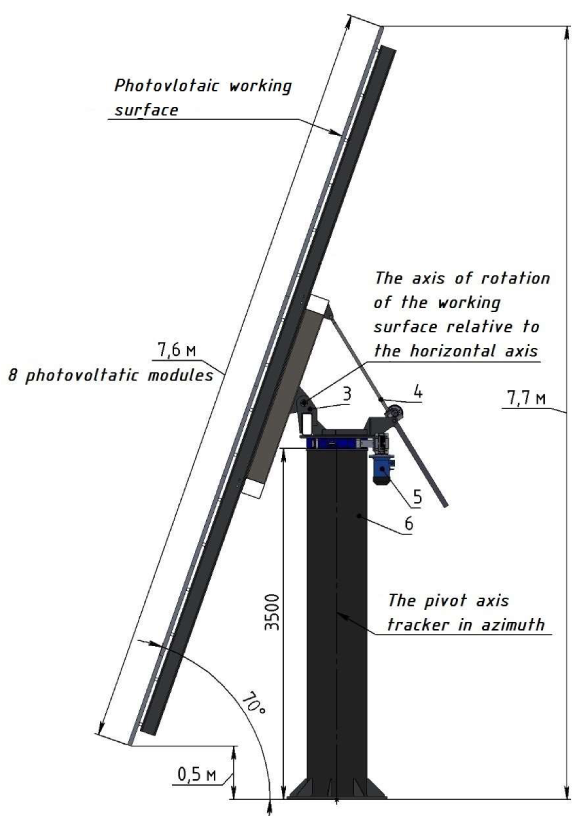 Photovlotaic working
surface
The axis of rotation
of the working
surface relative to
the horizontal axis
7,6 м
8 photovoltatic modules
3
4
7,7 м
5
6
3500
The pivot axis
tracker in azimuth
70°
0,5 м